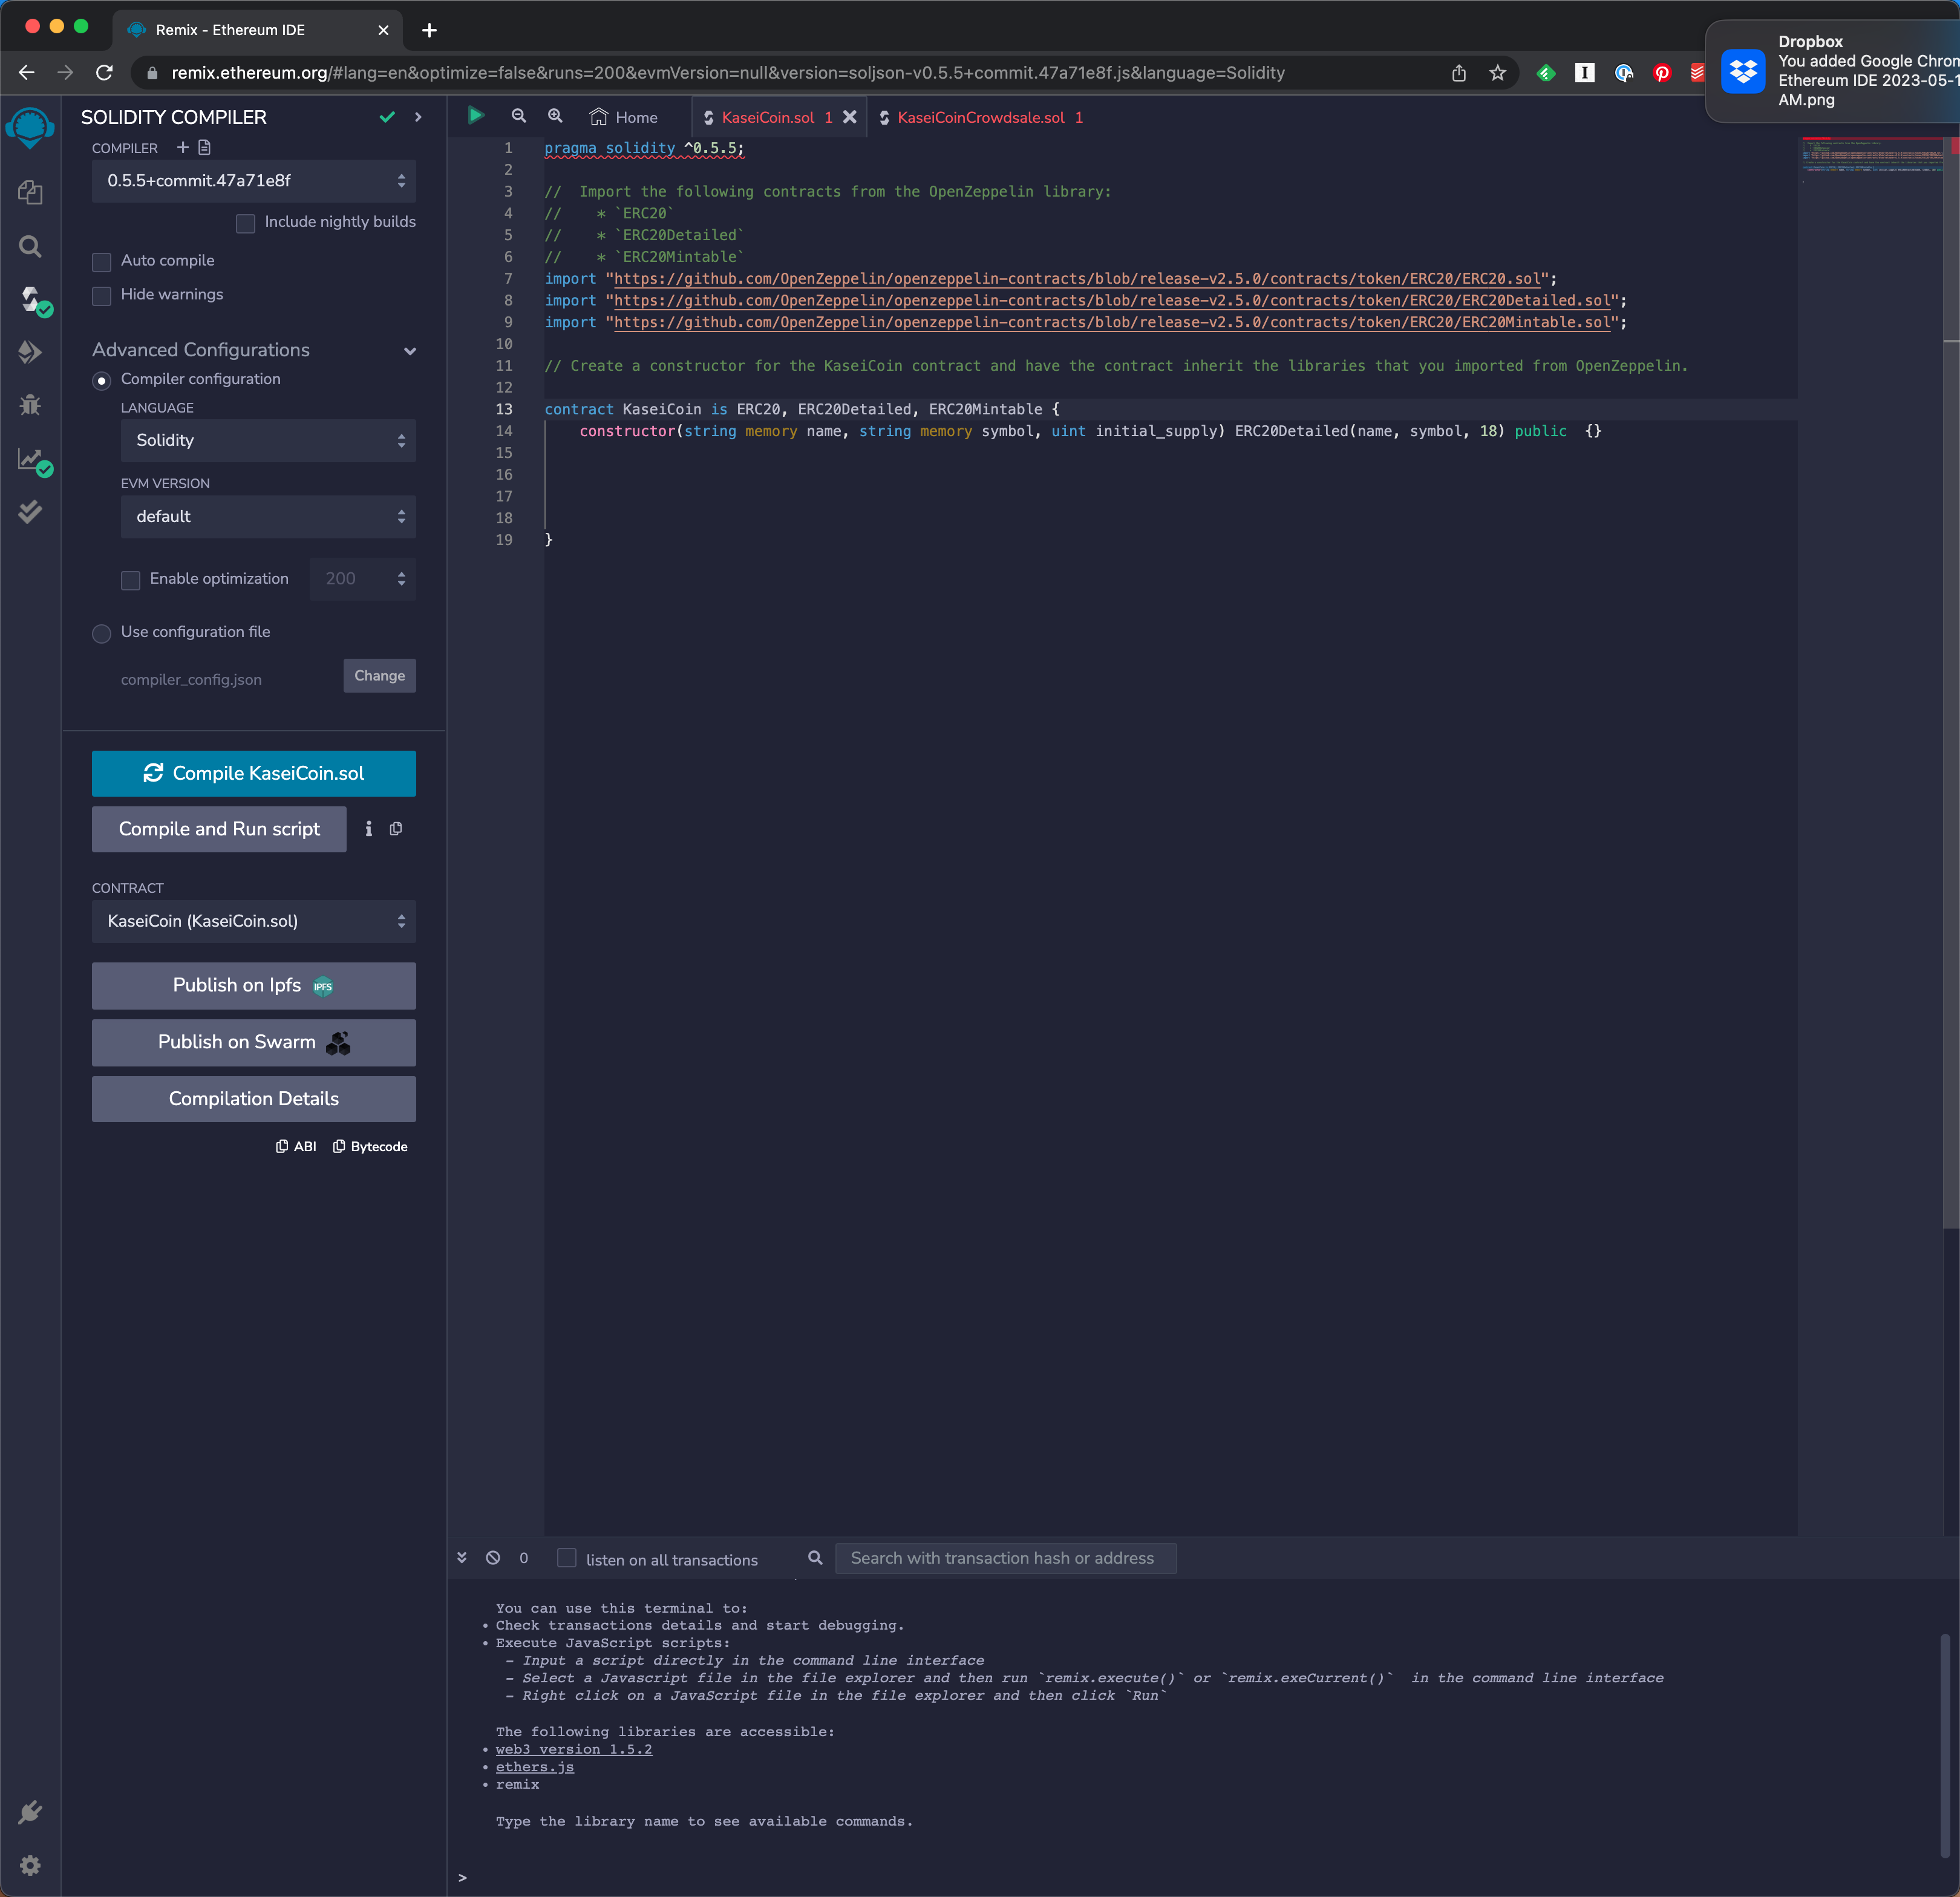 Remix - Ethereum IDE
remix.ethereum.org/#lang=en&optimize=false&runs=200&evmVersion=null&version=soljson-v0.5.5+commit.47a71e8f.js&language=Solidity
Dropbox
You added Google Chrom
Ethereum IDE 2023-05-1
AM.png
SOLIDITY COMPILER
COMPILER
0.5.5+commit.47a71e8f
Include nightly builds
Auto compile
Hide warnings
Advanced Configurations
Compiler configuration
LANGUAGE
Solidity
EVM VERSION
default
Enable optimization 200
Use configuration file
compiler_config.json Change
Compile KaseiCoin.sol
Compile and Run script
CONTRACT
KaseiCoin (KaseiCoin.sol)
Publish on Ipfs IPFS
Publish on Swarm
Compilation Details
ABI Bytecode
Home KaseiCoin.sol 1 KaseiCoinCrowdsale.sol 1
1 pragma solidity ^0.5.5;
2
3 //  Import the following contracts from the OpenZeppelin library:
4 //    * `ERC20`
5 //    * `ERC20Detailed`
6 //    * `ERC20Mintable`
7 import "https://github.com/OpenZeppelin/openzeppelin-contracts/blob/release-v2.5.0/contracts/token/ERC20/ERC20.sol";
8 import "https://github.com/OpenZeppelin/openzeppelin-contracts/blob/release-v2.5.0/contracts/token/ERC20/ERC20Detailed.sol";
9 import "https://github.com/OpenZeppelin/openzeppelin-contracts/blob/release-v2.5.0/contracts/token/ERC20/ERC20Mintable.sol";
10
11 // Create a constructor for the KaseiCoin contract and have the contract inherit the libraries that you imported from OpenZeppelin.
12
13 contract KaseiCoin is ERC20, ERC20Detailed, ERC20Mintable {
14     constructor(string memory name, string memory symbol, uint initial_supply) ERC20Detailed(name, symbol, 18) public  {}
15
16
17
18
19 }
0 listen on all transactions Search with transaction hash or address
You can use this terminal to:
• Check transactions details and start debugging.
• Execute JavaScript scripts:
- Input a script directly in the command line interface
- Select a Javascript file in the file explorer and then run `remix.execute()` or `remix.exeCurrent()`  in the command line interface
- Right click on a JavaScript file in the file explorer and then click `Run`
The following libraries are accessible:
• web3 version 1.5.2
• ethers.js
• remix
Type the library name to see available commands.
>